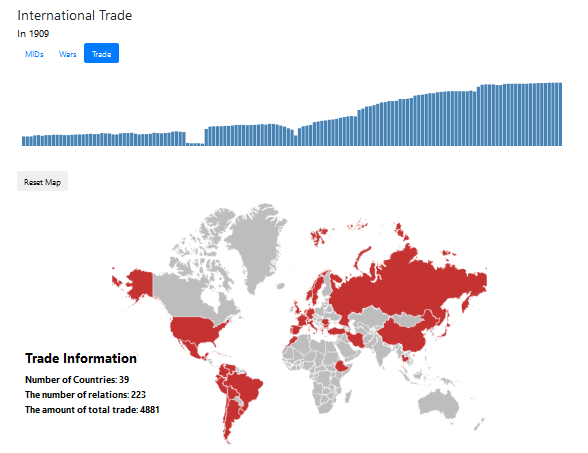 International Trade
In 1909
MIDs Wars Trade
Reset Map
Trade Information
Number of Countries: 39
The number of relations: 223
The amount of total trade: 4881